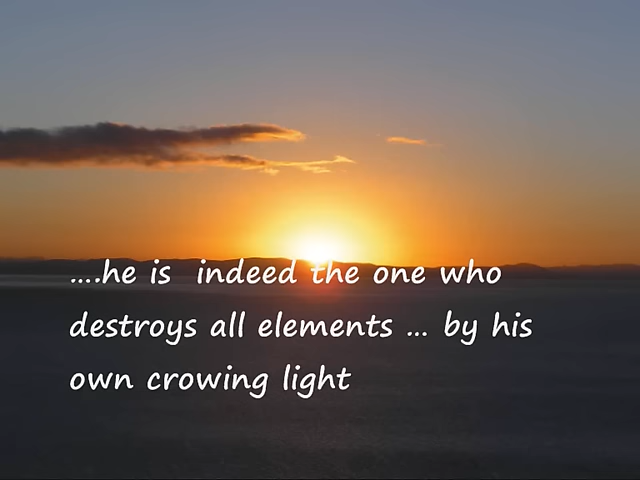 ....he is  indeed the one who
destroys all elements ... by his
own crowing light